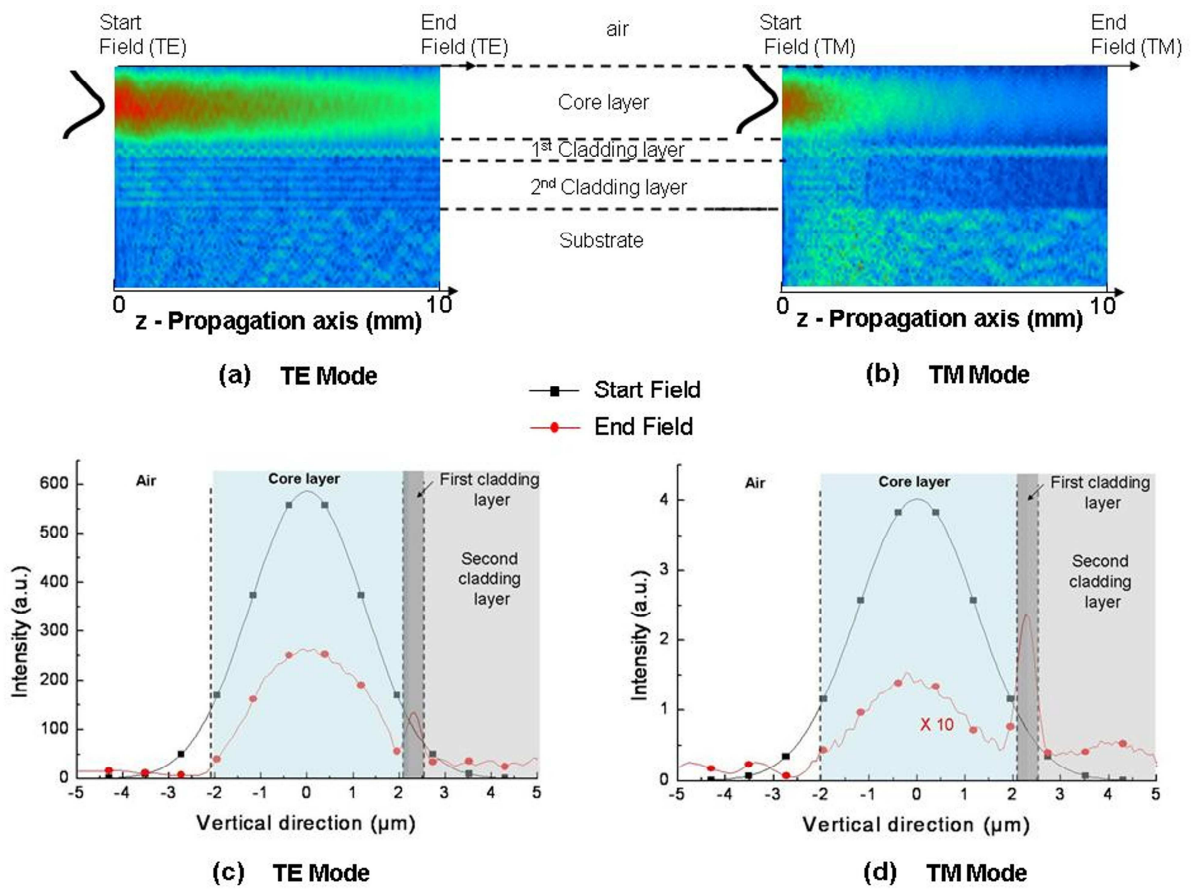 Start
Field (TE)
End
Field (TE)
air
Start
Field (TM)
End
Field (TM)
Core layer
1st Cladding layer
2nd Cladding layer
Substrate
0
10
z - Propagation axis (mm)
0
10
z - Propagation axis (mm)
(a) TE Mode
(b) TM Mode
Start Field
End Field
Air
Core layer
First cladding
layer
Second
cladding
layer
600
500
400
300
200
100
0
Intensity (a.u.)
-5 -4 -3 -2 -1 0 1 2 3 4 5
Vertical direction (µm)
(c) TE Mode
Air
Core layer
First cladding
layer
Second
cladding
layer
X 10
4
3
2
1
0
Intensity (a.u.)
-5 -4 -3 -2 -1 0 1 2 3 4 5
Vertical direction (µm)
(d) TM Mode